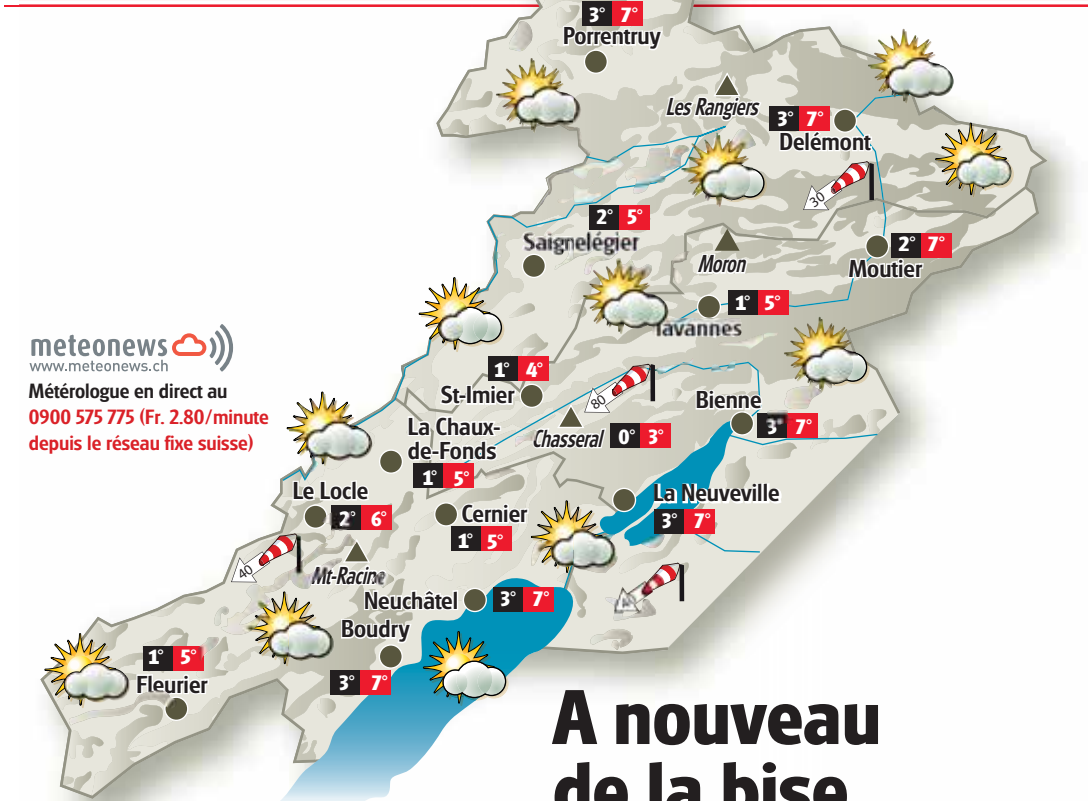 3° 7°
Porrentruy
Les Rangiers
3° 7°
Delémont
30
2° 5°
Saignelégier
Moron
2° 7°
Moutier
1° 5°
Tavannes
meteonews
www.meteonews.ch
Météorologue en direct au
0900 575 775 (Fr. 2.80/minute
depuis le réseau fixe suisse)
1° 4°
St-Imier
80
Chasseral 0° 3°
Bienne
3° 7°
La Chaux-
de-Fonds
1° 5°
Le Locle
2° 6°
Cernier
1° 5°
La Neuveville
3° 7°
40
Mt-Racine
Neuchâtel 3° 7°
Boudry
3° 7°
1° 5°
Fleurier
A nouveau
de la bise